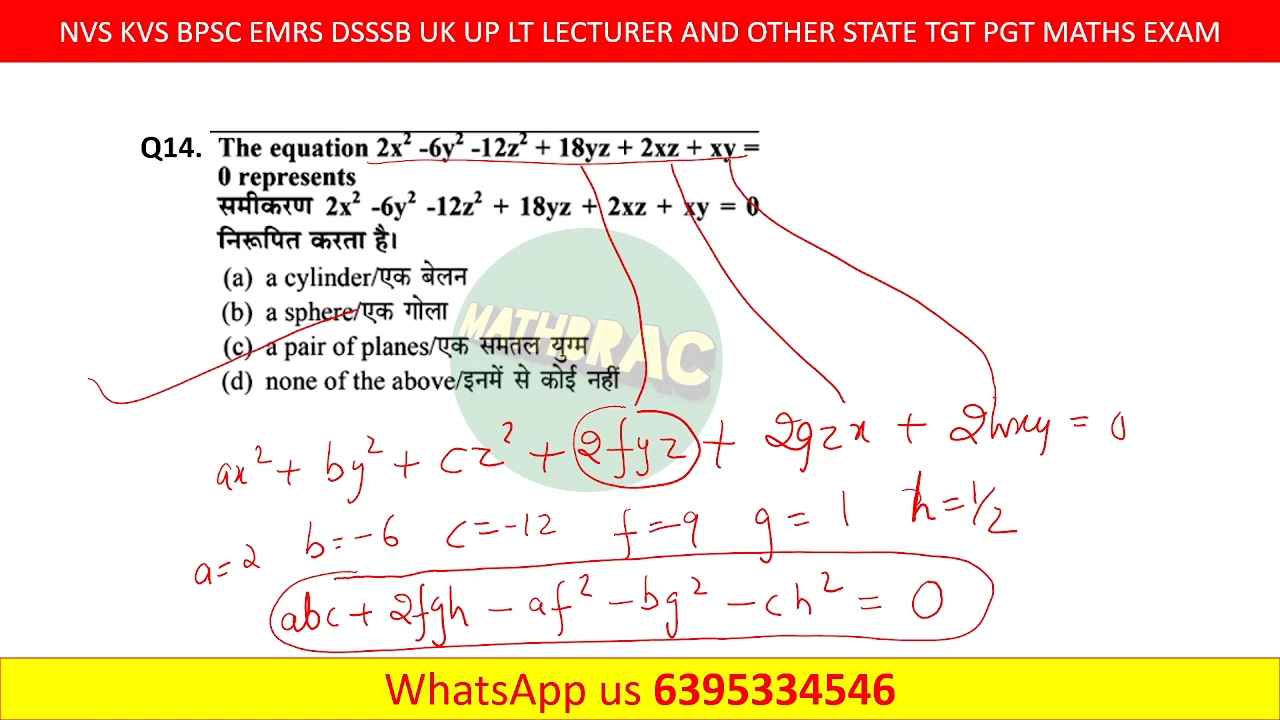 NVS KVS BPSC EMRS DSSSB UK UP LT LECTURER AND OTHER STATE TGT PGT MATHS EXAM
Q14. The equation 2x² -6y² -12z² + 18yz + 2xz + xy =
0 represents
समीकरण 2x² -6y² -12z² + 18yz + 2xz + xy = 0
निरूपित करता है।
(a) a cylinder/एक बेलन
(b) a sphere/एक गोला
(c) a pair of planes/एक समतल युग्म
(d) none of the above/इनमें से कोई नहीं
MATHBRAC
ax² + by² + cz² + 2fyz + 2gzx + 2hxy = 0
a=2 b=-6 c=-12 f=9 g=1 h=1/2
abc + 2fgh - af² - bg² - ch² = 0
WhatsApp us 6395334546